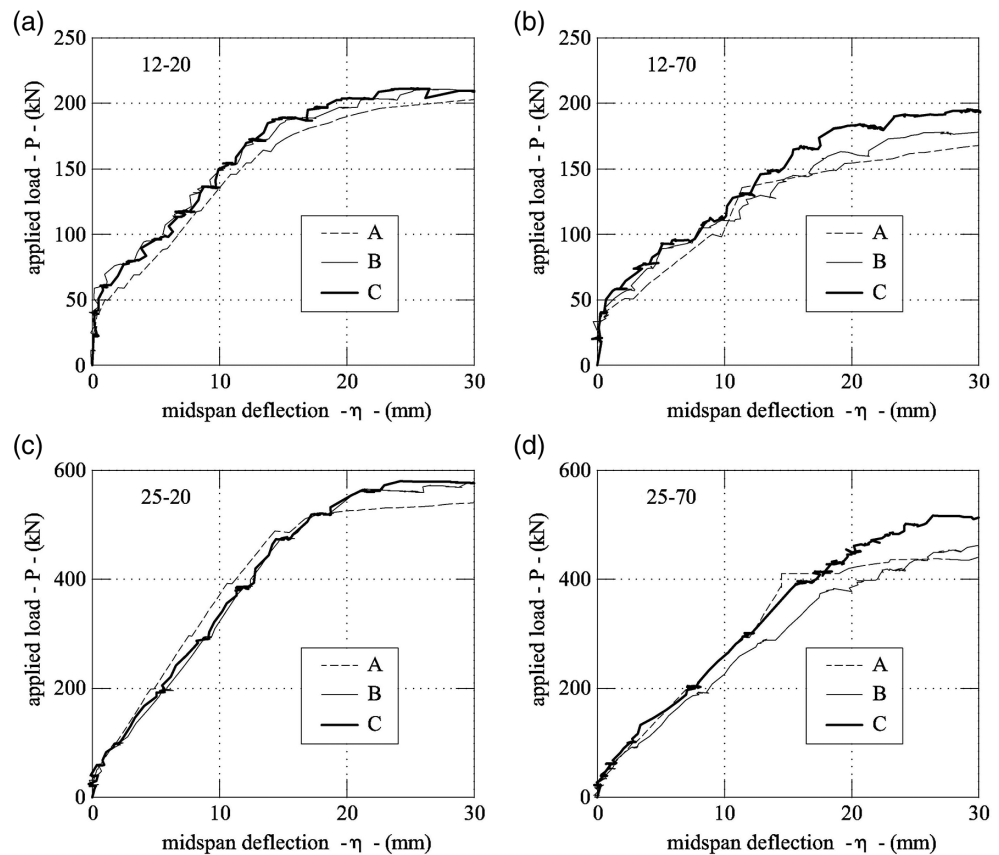 (a)
250
200
150
100
50
0
applied load - P - (kN)
12-20
A
B
C
0 10 20 30
midspan deflection - η - (mm)
(b)
250
200
150
100
50
0
applied load - P - (kN)
12-70
A
B
C
0 10 20 30
midspan deflection - η - (mm)
(c)
600
400
200
0
applied load - P - (kN)
25-20
A
B
C
0 10 20 30
midspan deflection - η - (mm)
(d)
600
400
200
0
applied load - P - (kN)
25-70
A
B
C
0 10 20 30
midspan deflection - η - (mm)